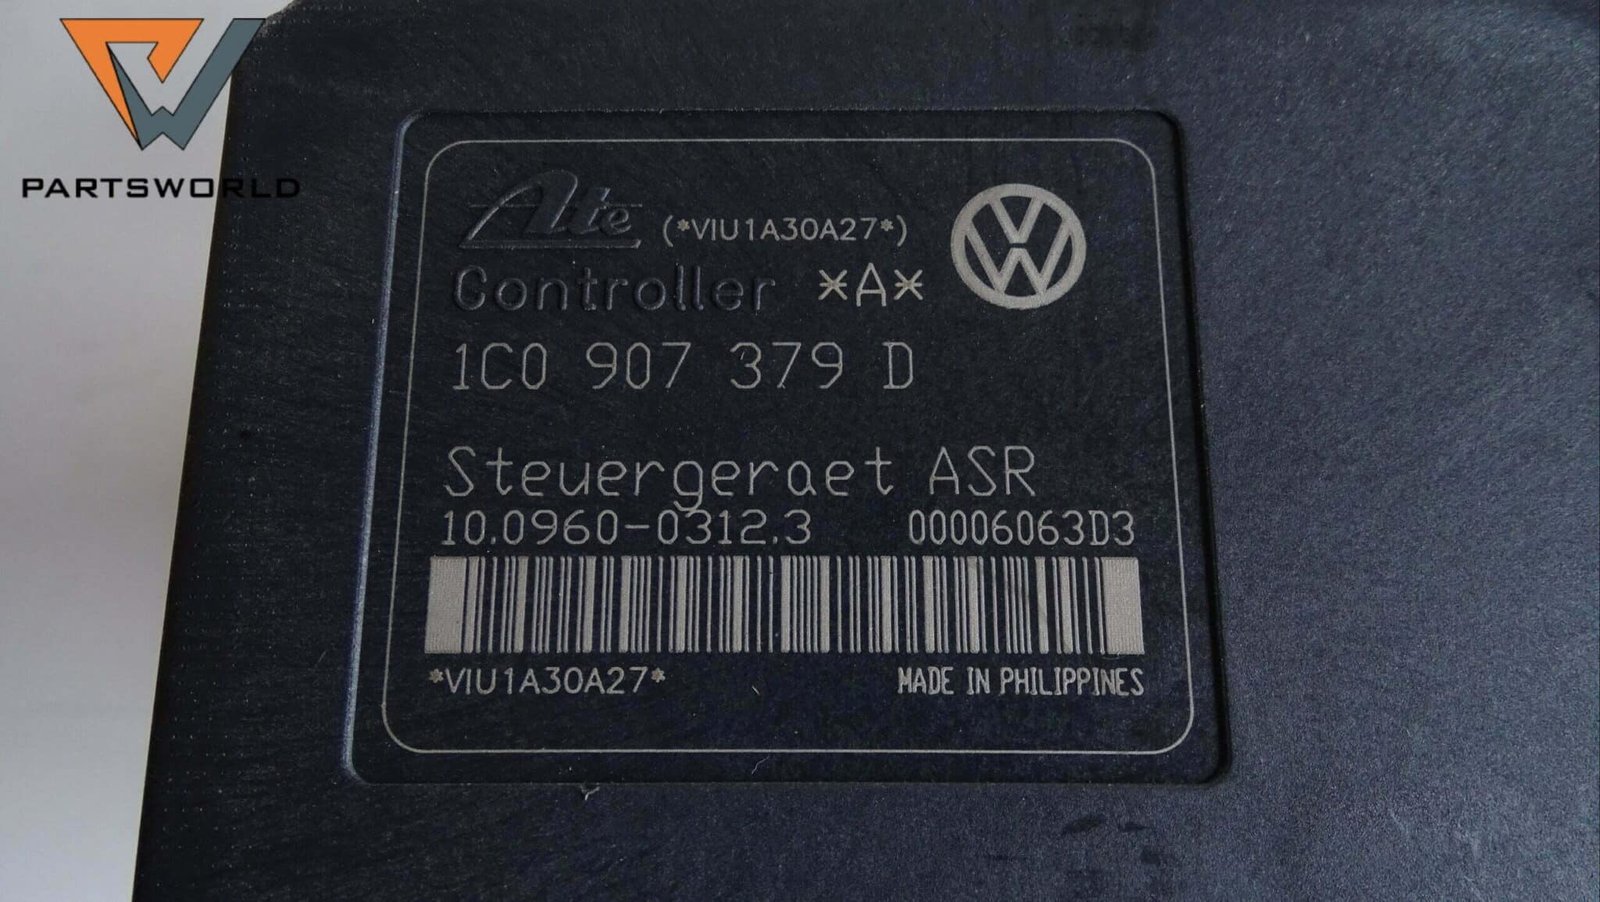 PARTSWORLD
Ate (*VIU1A30A27*)
Controller *A*
1C0 907 379 D
Steuergeraet ASR
10.0960-0312.3 00006063D3
*VIU1A30A27* MADE IN PHILIPPINES